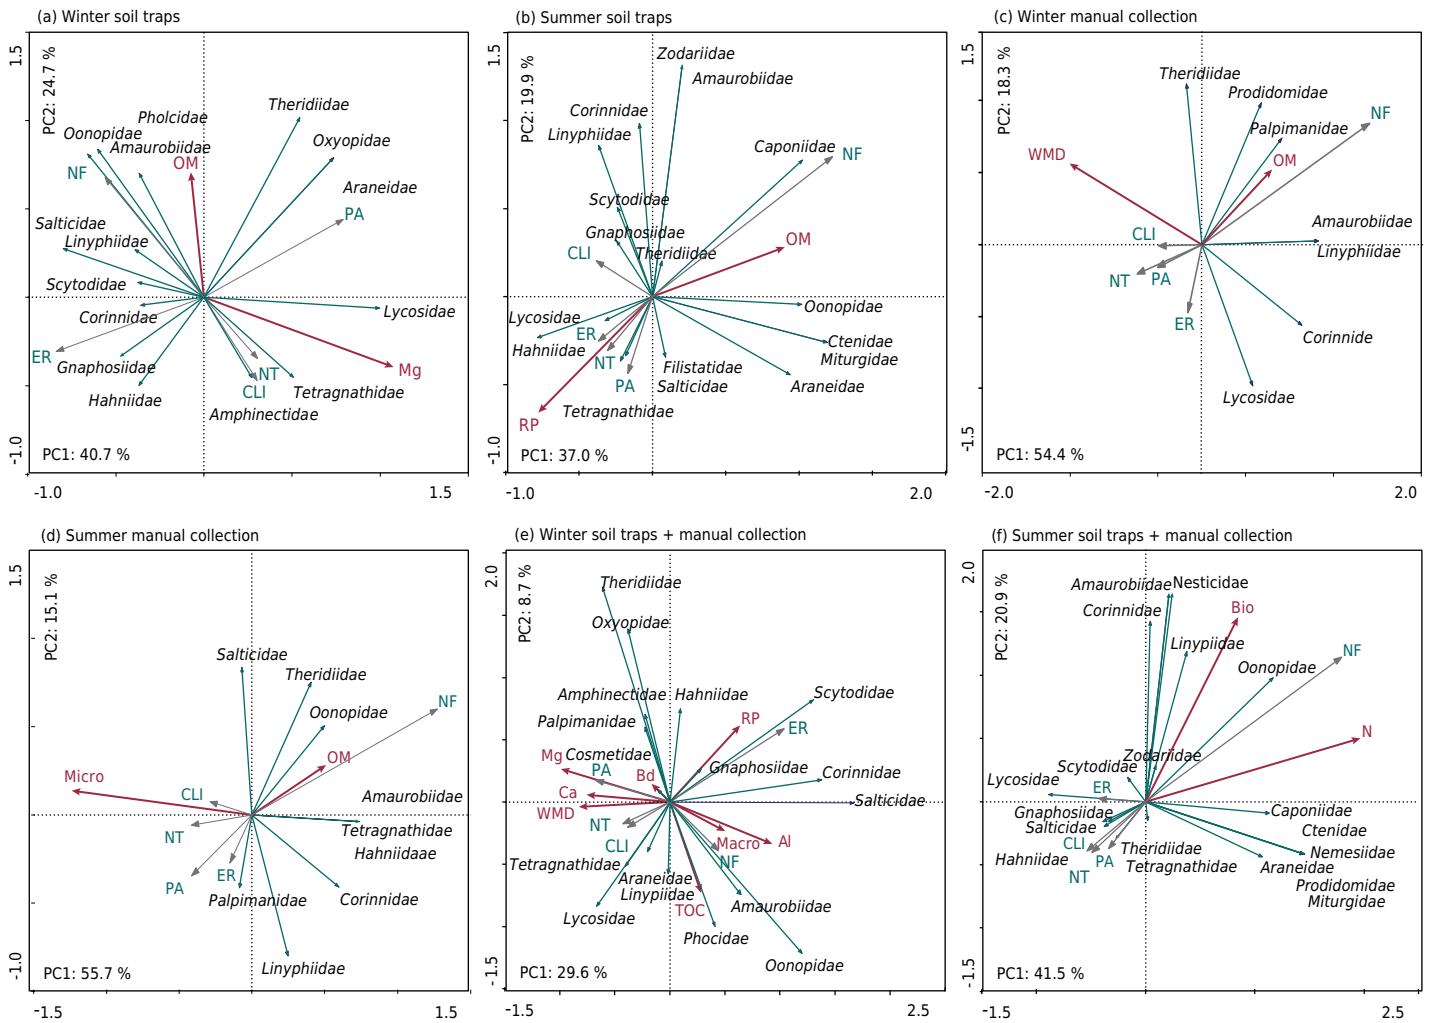 (a) Winter soil traps
1.5
PC2: 24.7 %
Pholcidae
Theridiidae
Oonopidae
Amaurobiidae
Oxyopidae
OM
NF
Araneidae
PA
Salticidae
Linyphiidae
Scytodidae
Corinnidae
Lycosidae
ER
Gnaphosiidae
NT
Mg
CLI
Tetragnathidae
Hahniidae
Amphinectidae
-1.0
PC1: 40.7 %
-1.0
1.5
(b) Summer soil traps
PC2: 19.9 %
1.5
Zodariidae
Amaurobiidae
Corinnidae
Linyphiidae
Caponiidae
NF
Scytodidae
Gnaphosiidae
OM
CLI
Theridiidae
Oonopidae
Lycosidae
ER
Ctenidae
Hahniidae
Miturgidae
NT
Filistatidae
PA
Salticidae
Araneidae
Tetragnathidae
RP
-1.0
PC1: 37.0 %
-1.0
2.0
(c) Winter manual collection
1.5
PC2: 18.3 %
Theridiidae
Prodidomidae
NF
Palpimanidae
WMD
OM
Amaurobiidae
CLI
Linyphiidae
NT
PA
ER
Corinnide
Lycosidae
-1.5
PC1: 54.4 %
-2.0
2.0
(d) Summer manual collection
1.5
PC2: 15.1 %
Salticidae
Theridiidae
NF
Oonopidae
OM
Micro
CLI
Amaurobiidae
NT
Tetragnathidae
Hahniidaae
ER
PA
Palpimanidae
Corinnidae
Linyphiidae
-1.0
PC1: 55.7 %
-1.5
1.5
(e) Winter soil traps + manual collection
2.0
PC2: 8.7 %
Theridiidae
Oxyopidae
Amphinectidae
Hahniidae
Scytodidae
Palpimanidae
RP
ER
Mg
Cosmetidae
PA
Bd
Gnaphosiidae
Corinnidae
Ca
Salticidae
WMD
NT
CLI
Macro
Al
NF
Tetragnathidae
Araneidae
Linypiidae
TOC
Amaurobiidae
Lycosidae
Phocidae
Oonopidae
-1.5
PC1: 29.6 %
-1.5
2.5
(f) Summer soil traps + manual collection
2.0
PC2: 20.9 %
Amaurobiidae
Nesticidae
Corinnidae
Bio
Linypiidae
NF
Oonopidae
N
Zodariidae
Scytodidae
Lycosidae
ER
Gnaphosiidae
Caponiidae
Salticidae
Ctenidae
CLI
Theridiidae
Nemesiidae
Hahniidae
PA
Tetragnathidae
Araneidae
NT
Prodidomidae
Miturgidae
-1.5
PC1: 41.5 %
-1.5
2.5